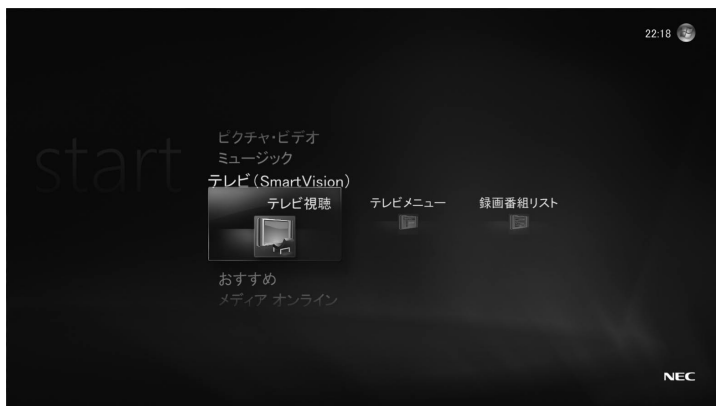 22:18
start
ピクチャ・ビデオ
ミュージック
テレビ(SmartVision)
テレビ視聴 テレビメニュー 録画番組リスト
おすすめ
メディア オンライン
NEC